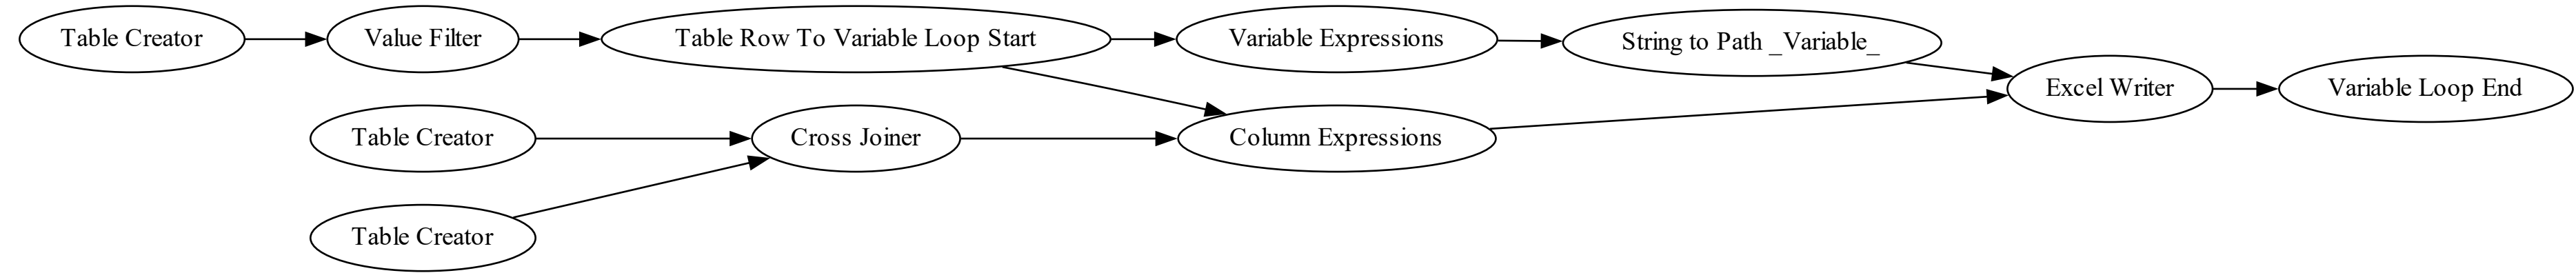 Table Creator
Value Filter
Table Row To Variable Loop Start
Variable Expressions
String to Path _Variable_
Excel Writer
Variable Loop End
Table Creator
Cross Joiner
Column Expressions
Table Creator